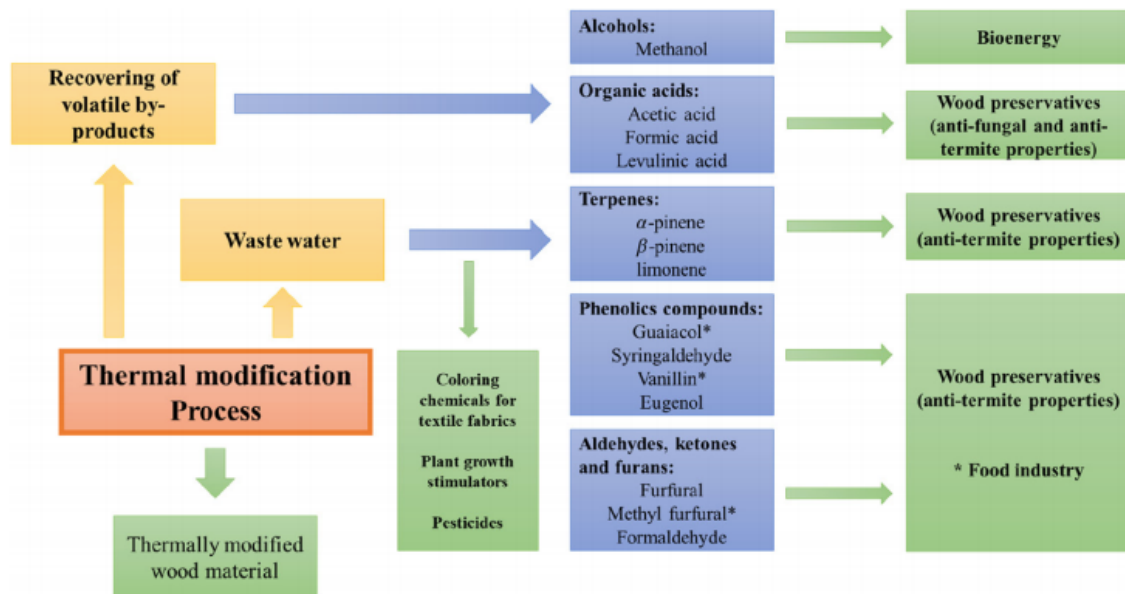 Recovering of
volatile by-
products
Waste water
Thermal modification
Process
Thermally modified
wood material
Coloring
chemicals for
textile fabrics
Plant growth
stimulators
Pesticides
Alcohols:
Methanol
Organic acids:
Acetic acid
Formic acid
Levulinic acid
Terpenes:
α-pinene
β-pinene
limonene
Phenolics compounds:
Guaiacol*
Syringaldehyde
Vanillin*
Eugenol
Aldehydes, ketones
and furans:
Furfural
Methyl furfural*
Formaldehyde
Bioenergy
Wood preservatives
(anti-fungal and anti-
termite properties)
Wood preservatives
(anti-termite properties)
Wood preservatives
(anti-termite properties)
* Food industry